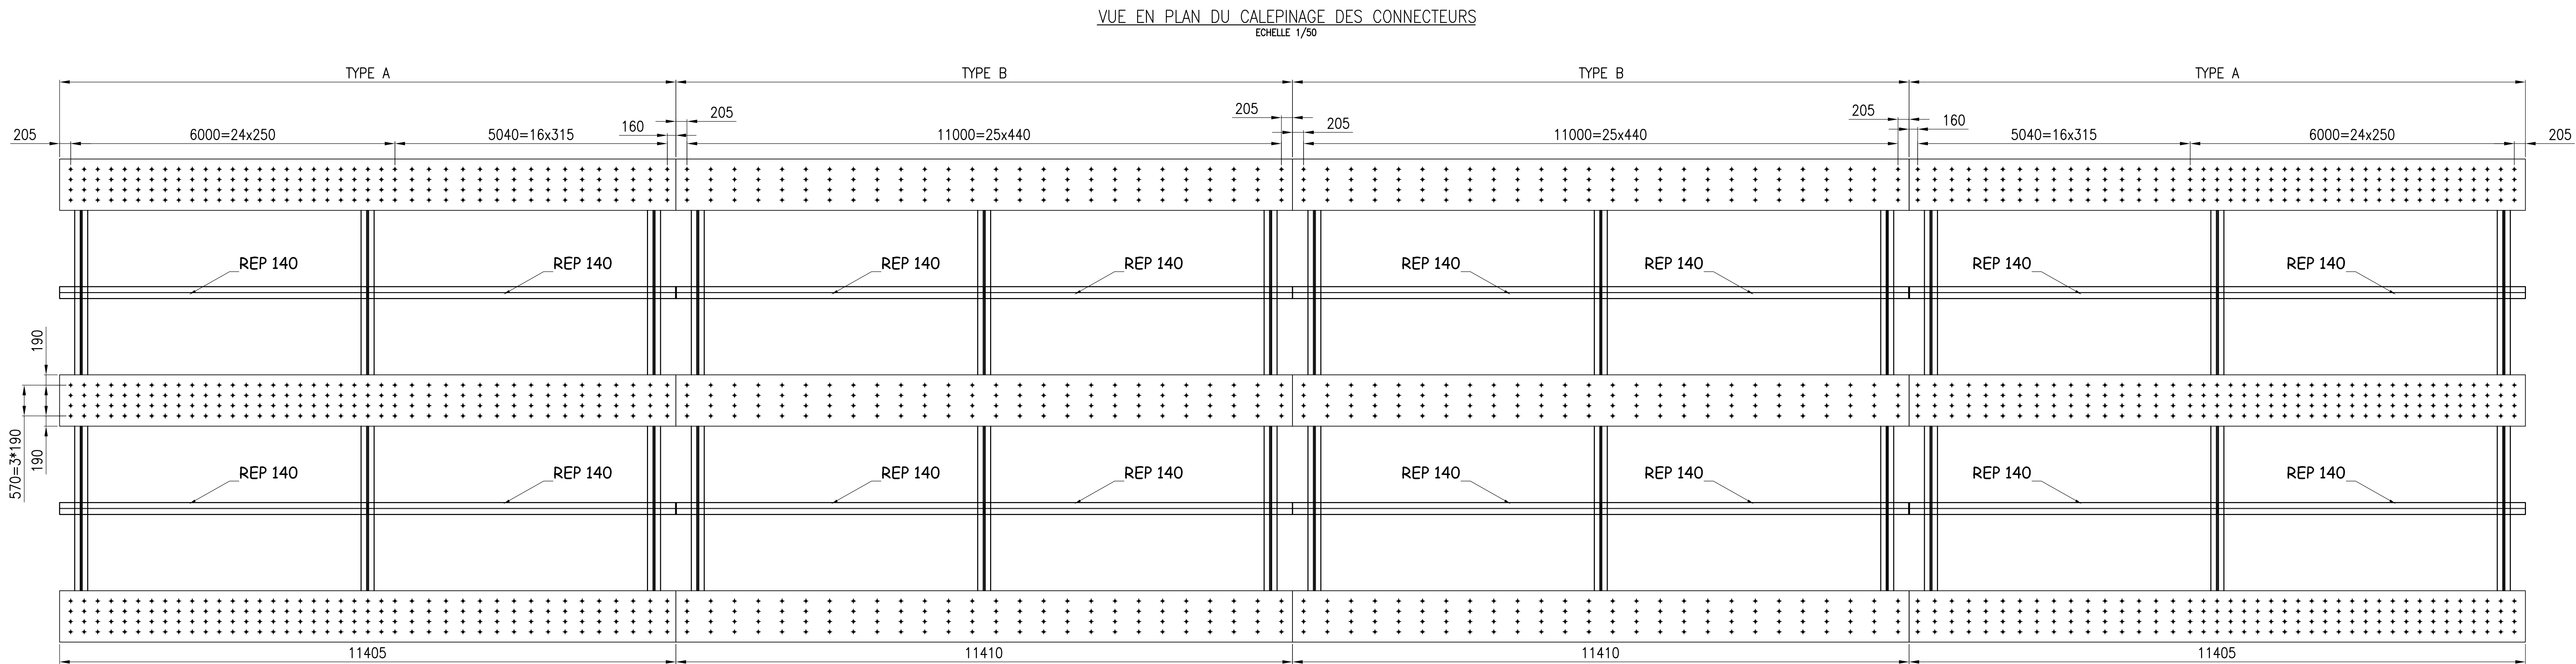 VUE EN PLAN DU CALEPINAGE DES CONNECTEURS
ECHELLE 1/50
TYPE A TYPE B TYPE B TYPE A
205 6000=24x250 5040=16x315 160 205 11000=25x440 205 205 11000=25x440 205 160 5040=16x315 6000=24x250 205
REP 140 REP 140 REP 140 REP 140 REP 140 REP 140 REP 140 REP 140
190
570=3*190
190
REP 140 REP 140 REP 140 REP 140 REP 140 REP 140 REP 140 REP 140
11405 11410 11410 11405